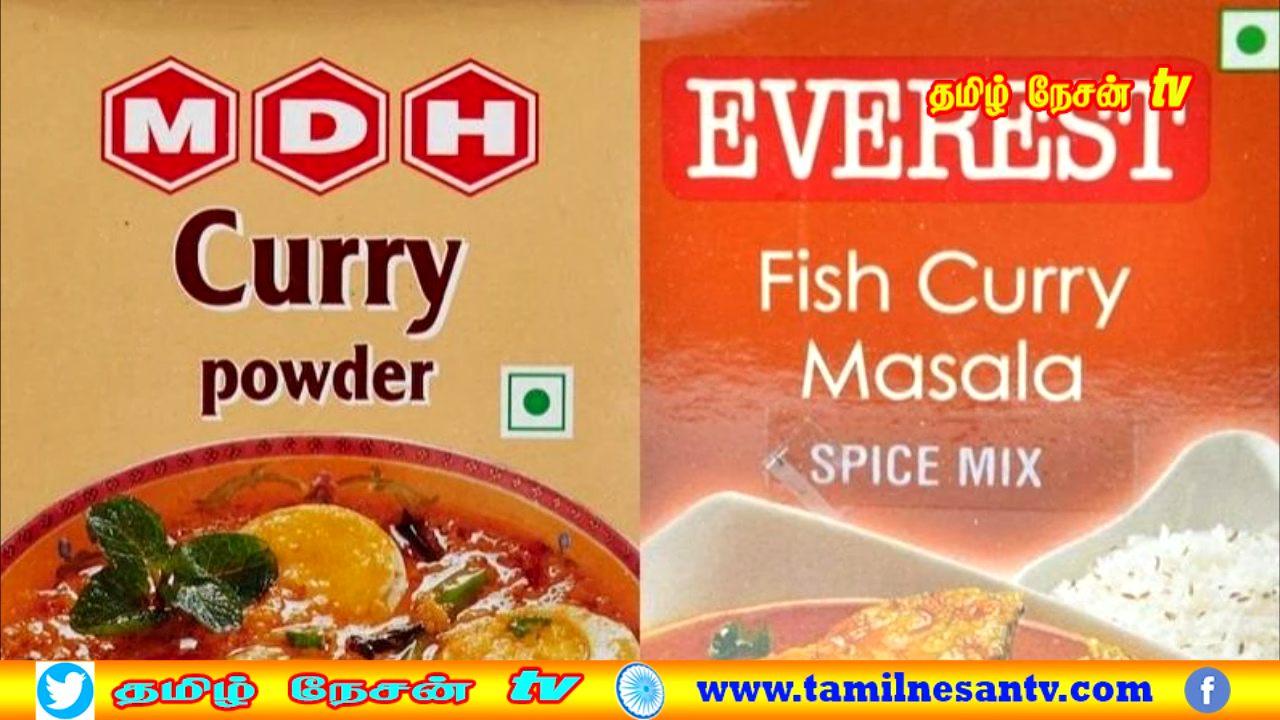 MDH
Curry
powder
EVEREST
தமிழ் நேசன் tv
Fish Curry
Masala
SPICE MIX
தமிழ் நேசன் tv
www.tamilnesantv.com
f